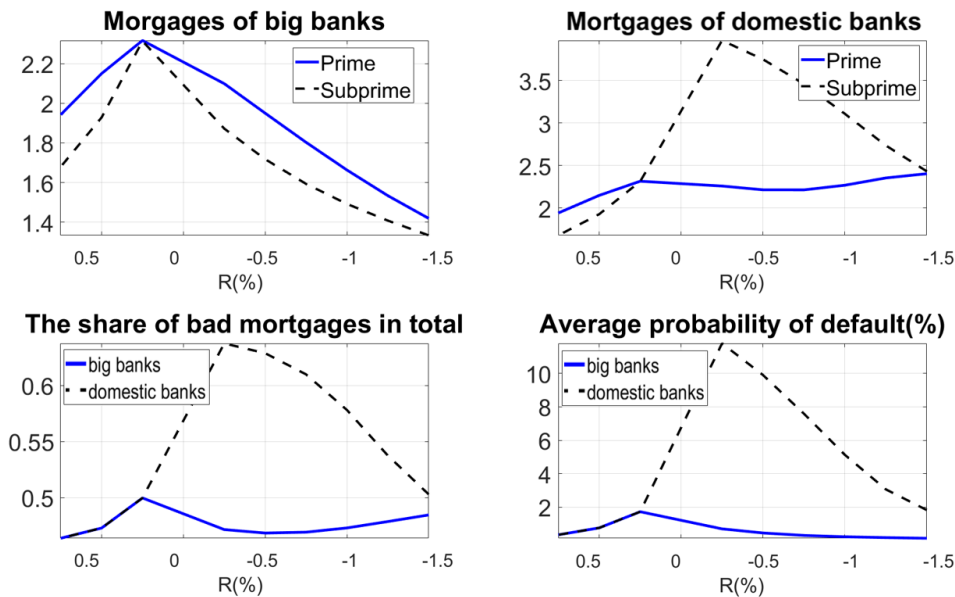 Morgages of big banks
2.2
2
1.8
1.6
1.4
Prime
Subprime
0.5 0 -0.5 -1 -1.5
R(%)
Mortgages of domestic banks
3.5
3
2.5
2
Prime
Subprime
0.5 0 -0.5 -1 -1.5
R(%)
The share of bad mortgages in total
0.6
0.55
0.5
big banks
domestic banks
0.5 0 -0.5 -1 -1.5
R(%)
Average probability of default(%)
10
8
6
4
2
big banks
domestic banks
0.5 0 -0.5 -1 -1.5
R(%)